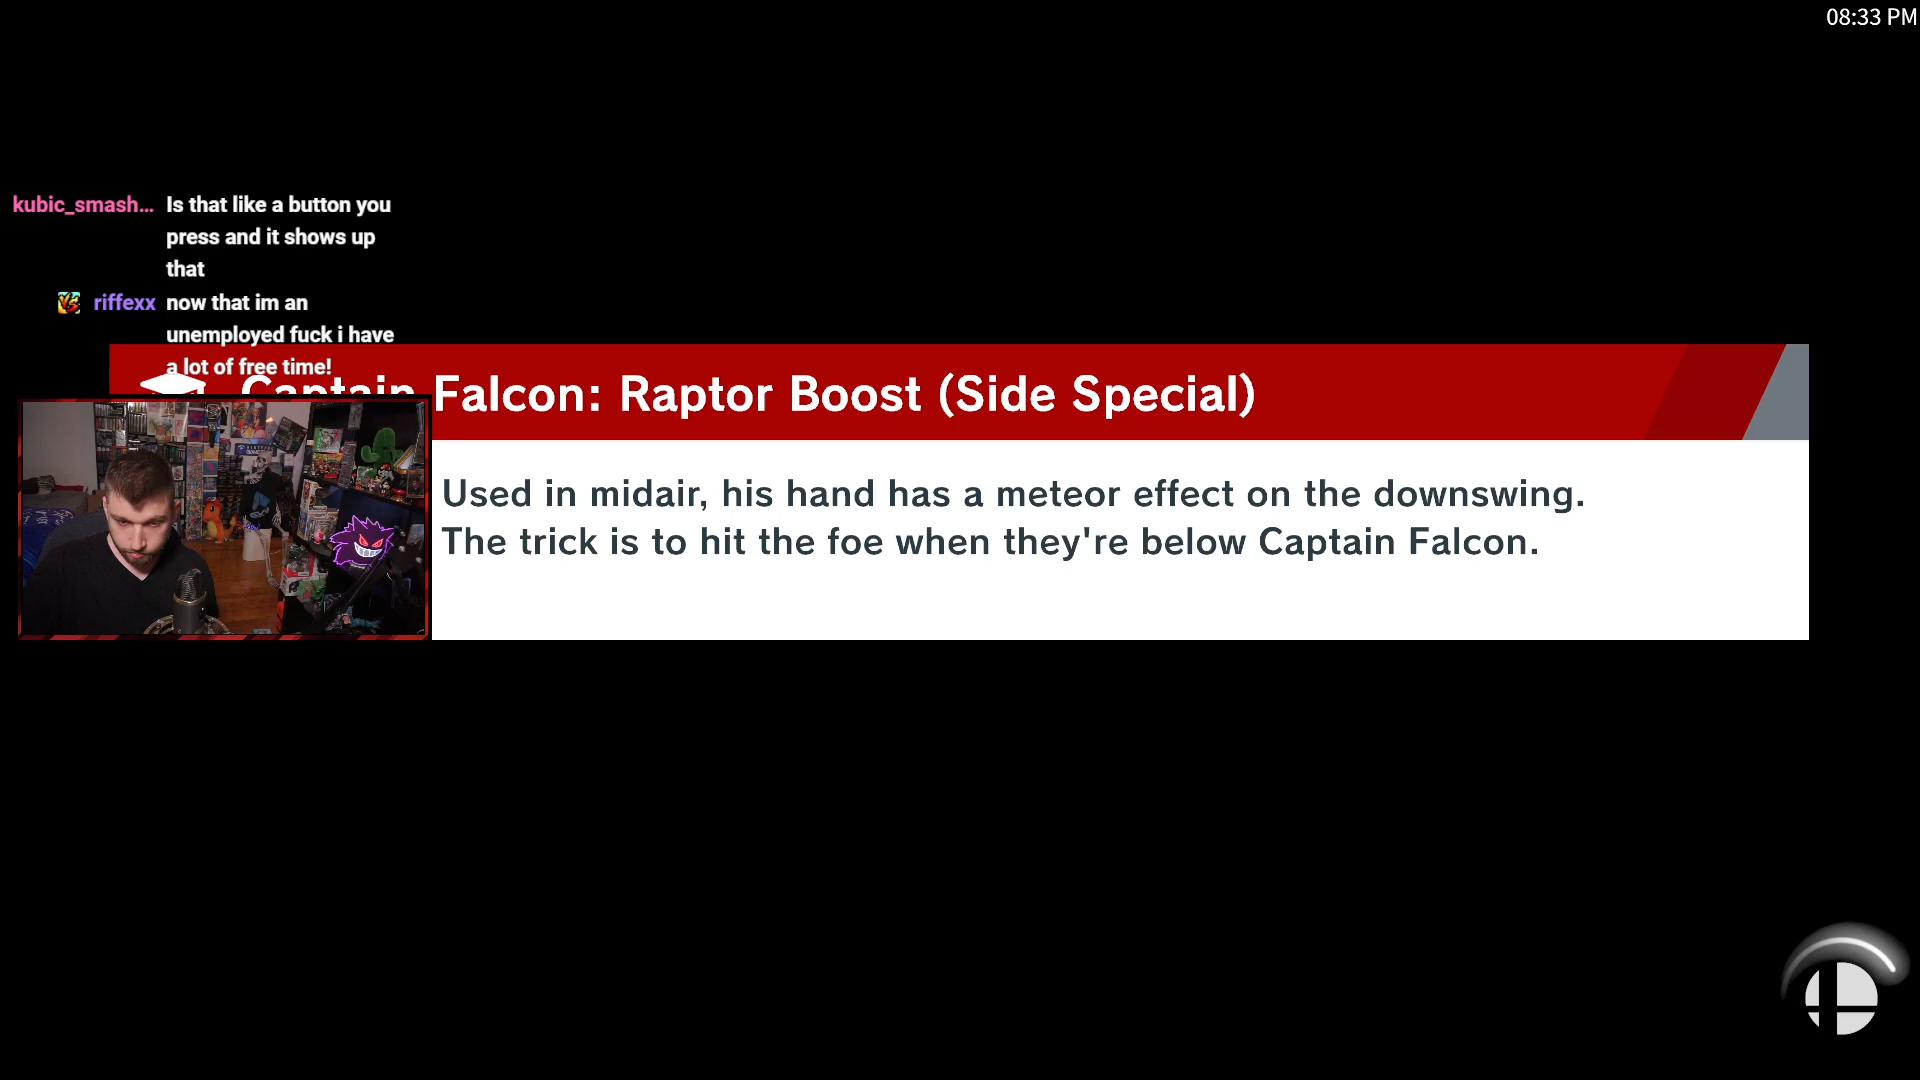 08:33 PM
kubic_smash... Is that like a button you
press and it shows up
that
riffexx now that im an
unemployed fuck i have
a lot of free time!
Captain Falcon: Raptor Boost (Side Special)
Used in midair, his hand has a meteor effect on the downswing.
The trick is to hit the foe when they're below Captain Falcon.